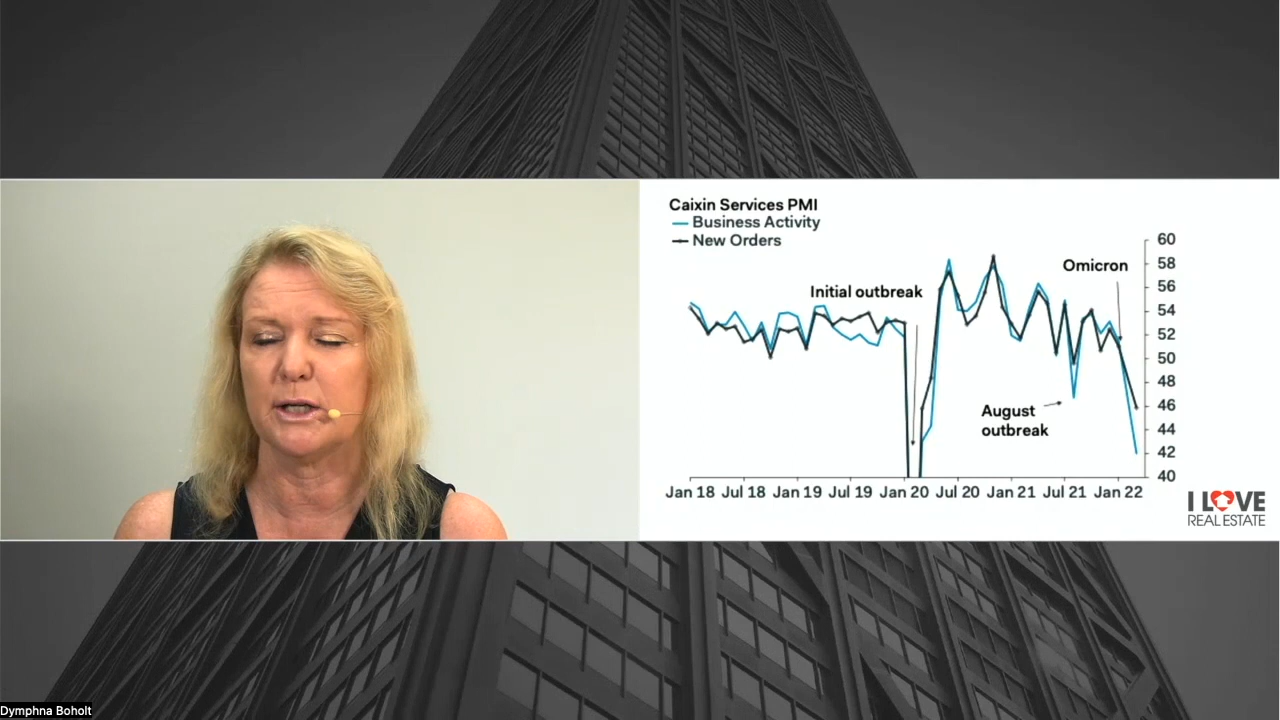 Caixin Services PMI
Business Activity
New Orders
60
58
56
54
52
50
48
46
44
42
40
Omicron
Initial outbreak
August
outbreak
Jan 18 Jul 18 Jan 19 Jul 19 Jan 20 Jul 20 Jan 21 Jul 21 Jan 22
I LOVE
REAL ESTATE
Dymphna Boholt